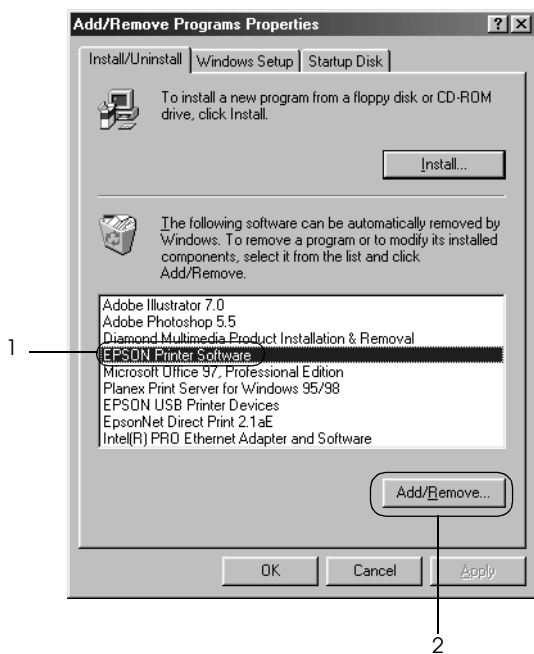 Add/Remove Programs Properties
Install/Uninstall Windows Setup Startup Disk
To install a new program from a floppy disk or CD-ROM
drive, click Install.
Install...
The following software can be automatically removed by
Windows. To remove a program or to modify its installed
components, select it from the list and click
Add/Remove.
Adobe Illustrator 7.0
Adobe Photoshop 5.5
Diamond Multimedia Product Installation & Removal
1 EPSON Printer Software
Microsoft Office 97, Professional Edition
Planex Print Server for Windows 95/98
EPSON USB Printer Devices
EpsonNet Direct Print 2.1aE
Intel(R) PRO Ethernet Adapter and Software
Add/Remove...
OK Cancel Apply
2